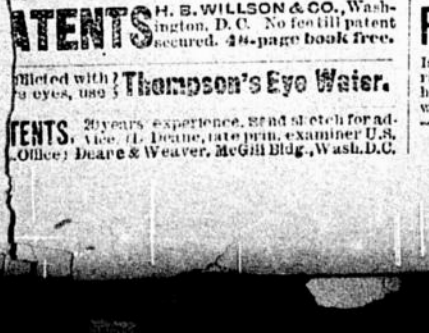 ATENTS H. B. WILLSON & CO., Wash-
ington, D. C. No fee till patent
secured. 48-page book free.
flicted with } Thompson's Eye Water.
eyes, use
TENTS. 20 years' experience. Send sketch for ad-
vice. (L. Deane, late prin. examiner U.S.
Office) Deane & Weaver, McGill Bldg., Wash. D.C.